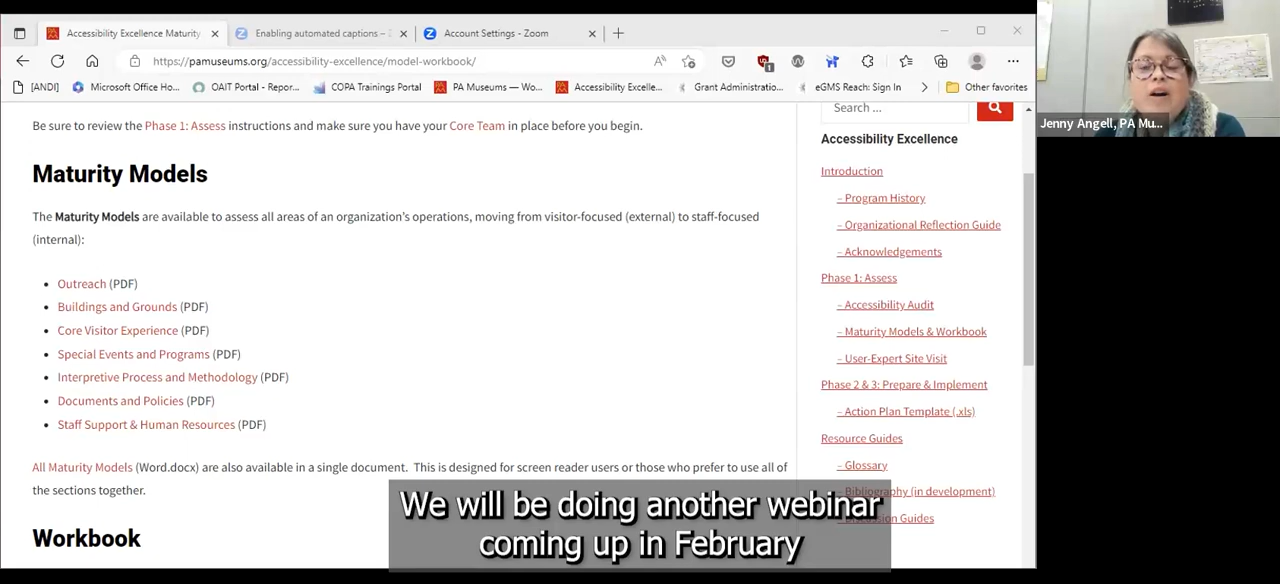 Accessibility Excellence Maturity
Enabling automated captions – Z
Account Settings - Zoom
https://pamuseums.org/accessibility-excellence/model-workbook/
1
[ANDI]
Microsoft Office Ho...
OAIT Portal - Repor...
COPA Trainings Portal
PA Museums — Wo...
Accessibility Excelle...
Grant Administratio...
eGMS Reach: Sign In
Other favorites
Be sure to review the Phase 1: Assess instructions and make sure you have your Core Team in place before you begin.
Maturity Models
The Maturity Models are available to assess all areas of an organization's operations, moving from visitor-focused (external) to staff-focused
(internal):
Outreach (PDF)
Buildings and Grounds (PDF)
Core Visitor Experience (PDF)
Special Events and Programs (PDF)
Interpretive Process and Methodology (PDF)
Documents and Policies (PDF)
Staff Support & Human Resources (PDF)
All Maturity Models (Word.docx) are also available in a single document. This is designed for screen reader users or those who prefer to use all of
the sections together.
Workbook
Search ...
Accessibility Excellence
Introduction
– Program History
– Organizational Reflection Guide
– Acknowledgements
Phase 1: Assess
– Accessibility Audit
– Maturity Models & Workbook
– User-Expert Site Visit
Phase 2 & 3: Prepare & Implement
– Action Plan Template (.xls)
Resource Guides
– Glossary
– Bibliography (in development)
– Discussion Guides
Jenny Angell, PA Mu...
We will be doing another webinar
coming up in February